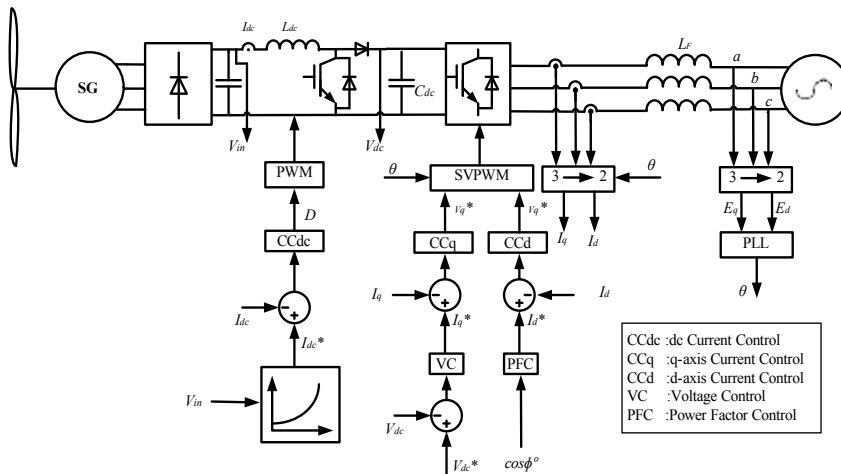 Idc
Ldc
LF
a
SG
Cdc
b
c
Vin
Vdc
θ
PWM
SVPWM
3 → 2
θ
3 → 2
D
vq*
vq*
Iq
Id
Eq
Ed
CCdc
CCq
CCd
PLL
Idc
-
+
Iq
-
+
-
+
Id
θ
Idc*
Iq*
Id*
Vin
VC
PFC
Vdc
-
+
Vdc*
cosϕº
CCdc :dc Current Control
CCq :q-axis Current Control
CCd :d-axis Current Control
VC :Voltage Control
PFC :Power Factor Control